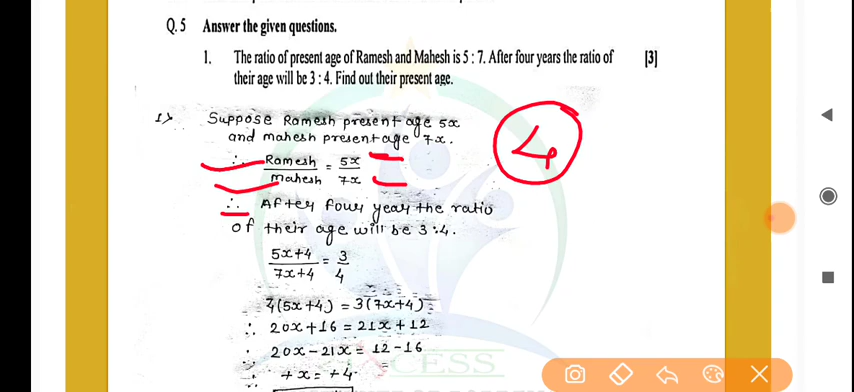 Q.5 Answer the given questions.
1. The ratio of present age of Ramesh and Mahesh is 5 : 7. After four years the ratio of [3]
their age will be 3 : 4. Find out their present age.
1) Suppose Ramesh present age 5x
and mahesh present age 7x.
∴ Ramesh/mahesh = 5x/7x
4
∴ After four year the ratio
of their age will be 3:4.
5x+4/7x+4 = 3/4
4(5x+4) = 3(7x+4)
∴ 20x+16 = 21x+12
∴ 20x-21x = 12-16
+x = +4
CESS